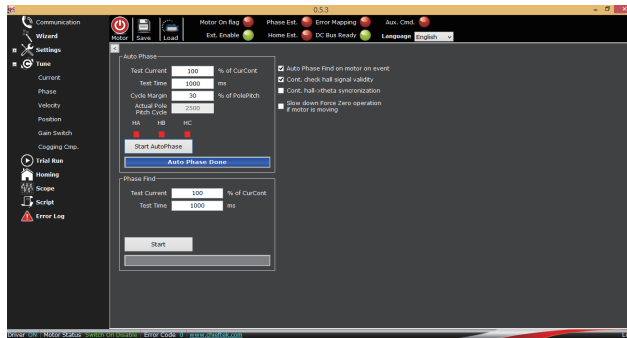 0.5.3
Communication
Wizard
Settings
Tune
Current
Phase
Velocity
Position
Gain Switch
Cogging Cmp.
Trial Run
Homing
Scope
Script
Error Log
Motor Save Load
Motor On flag Phase Est. Error Mapping Aux. Cmd.
Ext. Enable Home Est. DC Bus Ready Language English
Auto Phase
Test Current 100 % of CurCont
Test Time 1000 ms
Cycle Margin 30 % of PolePitch
Actual Pole
Pitch Cycle 2500
HA HB HC
Start AutoPhase
Auto Phase Done
Auto Phase Find on motor on event
Cont. check hall signal validity
Cont. hall->theta syncronization
Slow down Force Zero operation
if motor is moving
Phase Find
Test Current 100 % of CurCont
Test Time 1000 ms
Start
Driver ON Motor Status Switch On Disable Error Code 0 www.chieftek.com